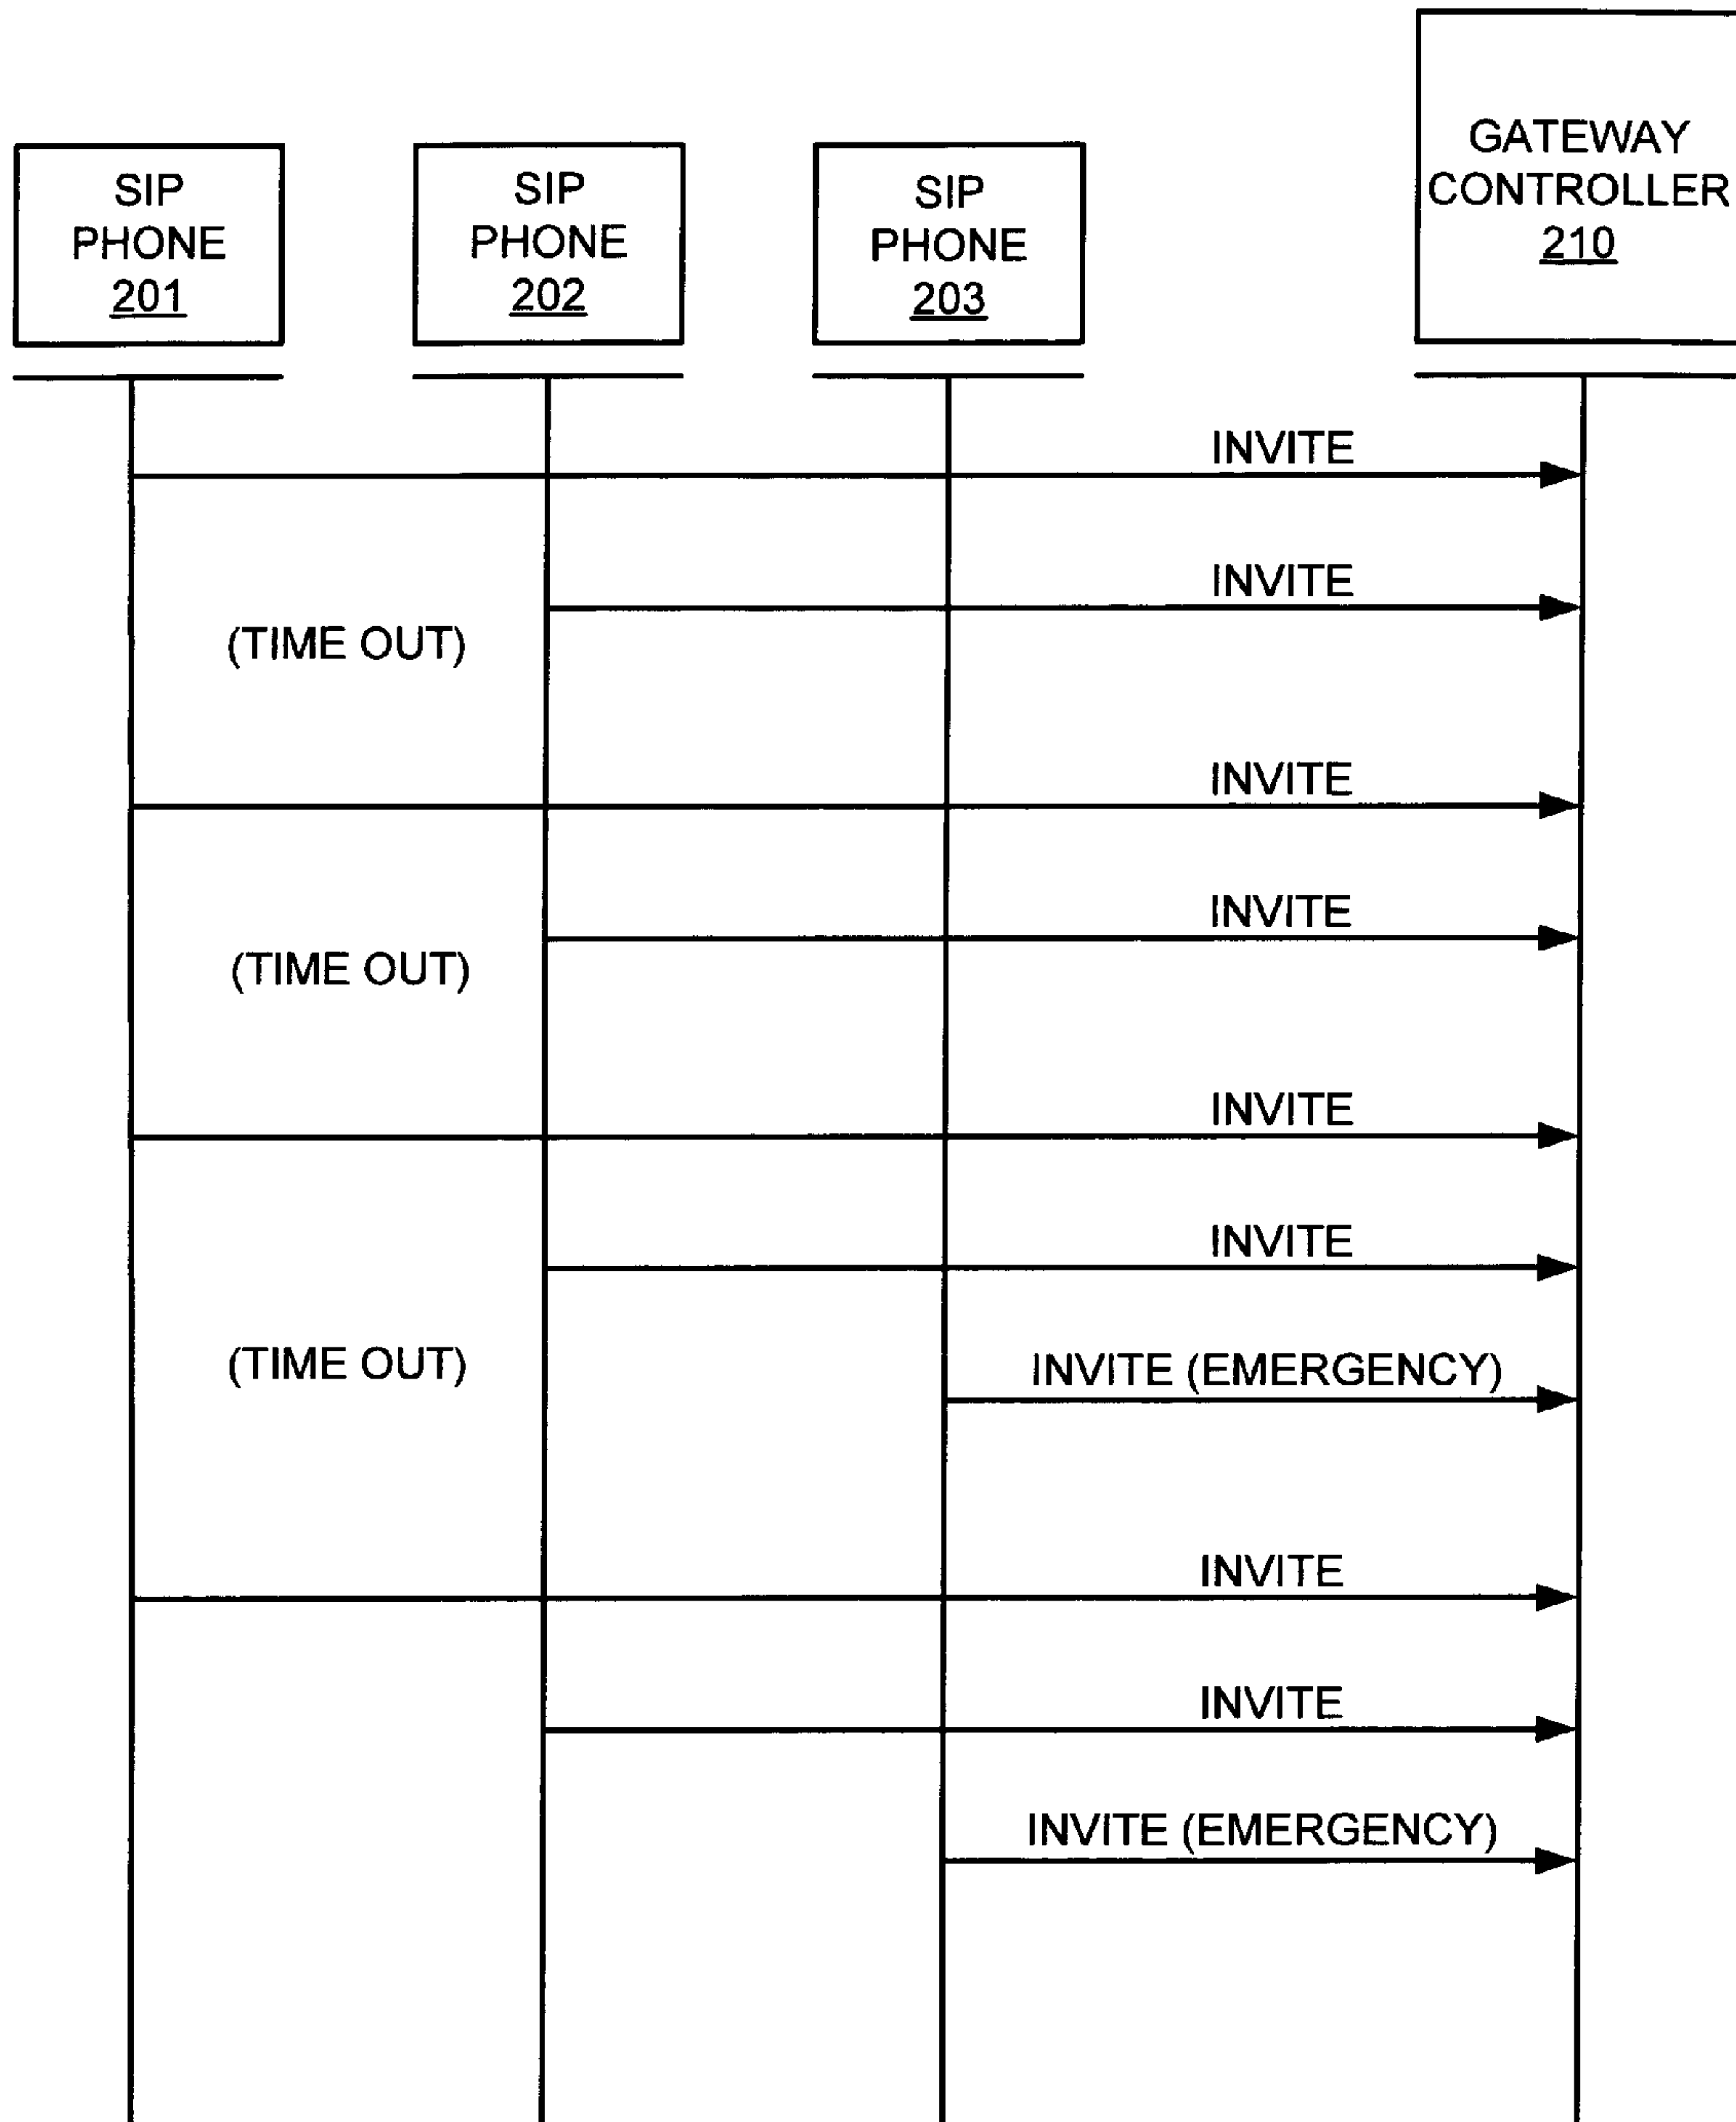 SIP
PHONE
201
SIP
PHONE
202
SIP
PHONE
203
GATEWAY
CONTROLLER
210
INVITE
INVITE
(TIME OUT)
INVITE
INVITE
(TIME OUT)
INVITE
INVITE
(TIME OUT)
INVITE (EMERGENCY)
INVITE
INVITE
INVITE (EMERGENCY)